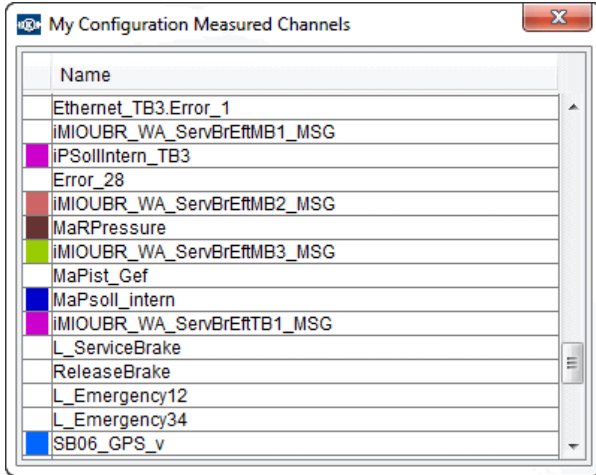 My Configuration Measured Channels
Name
Ethernet_TB3.Error_1
iMIOUBR_WA_ServBrEftMB1_MSG
iPSollIntern_TB3
Error_28
iMIOUBR_WA_ServBrEftMB2_MSG
MaRPressure
iMIOUBR_WA_ServBrEftMB3_MSG
MaPist_Gef
MaPsoll_intern
iMIOUBR_WA_ServBrEftTB1_MSG
L_ServiceBrake
ReleaseBrake
L_Emergency12
L_Emergency34
SB06_GPS_v